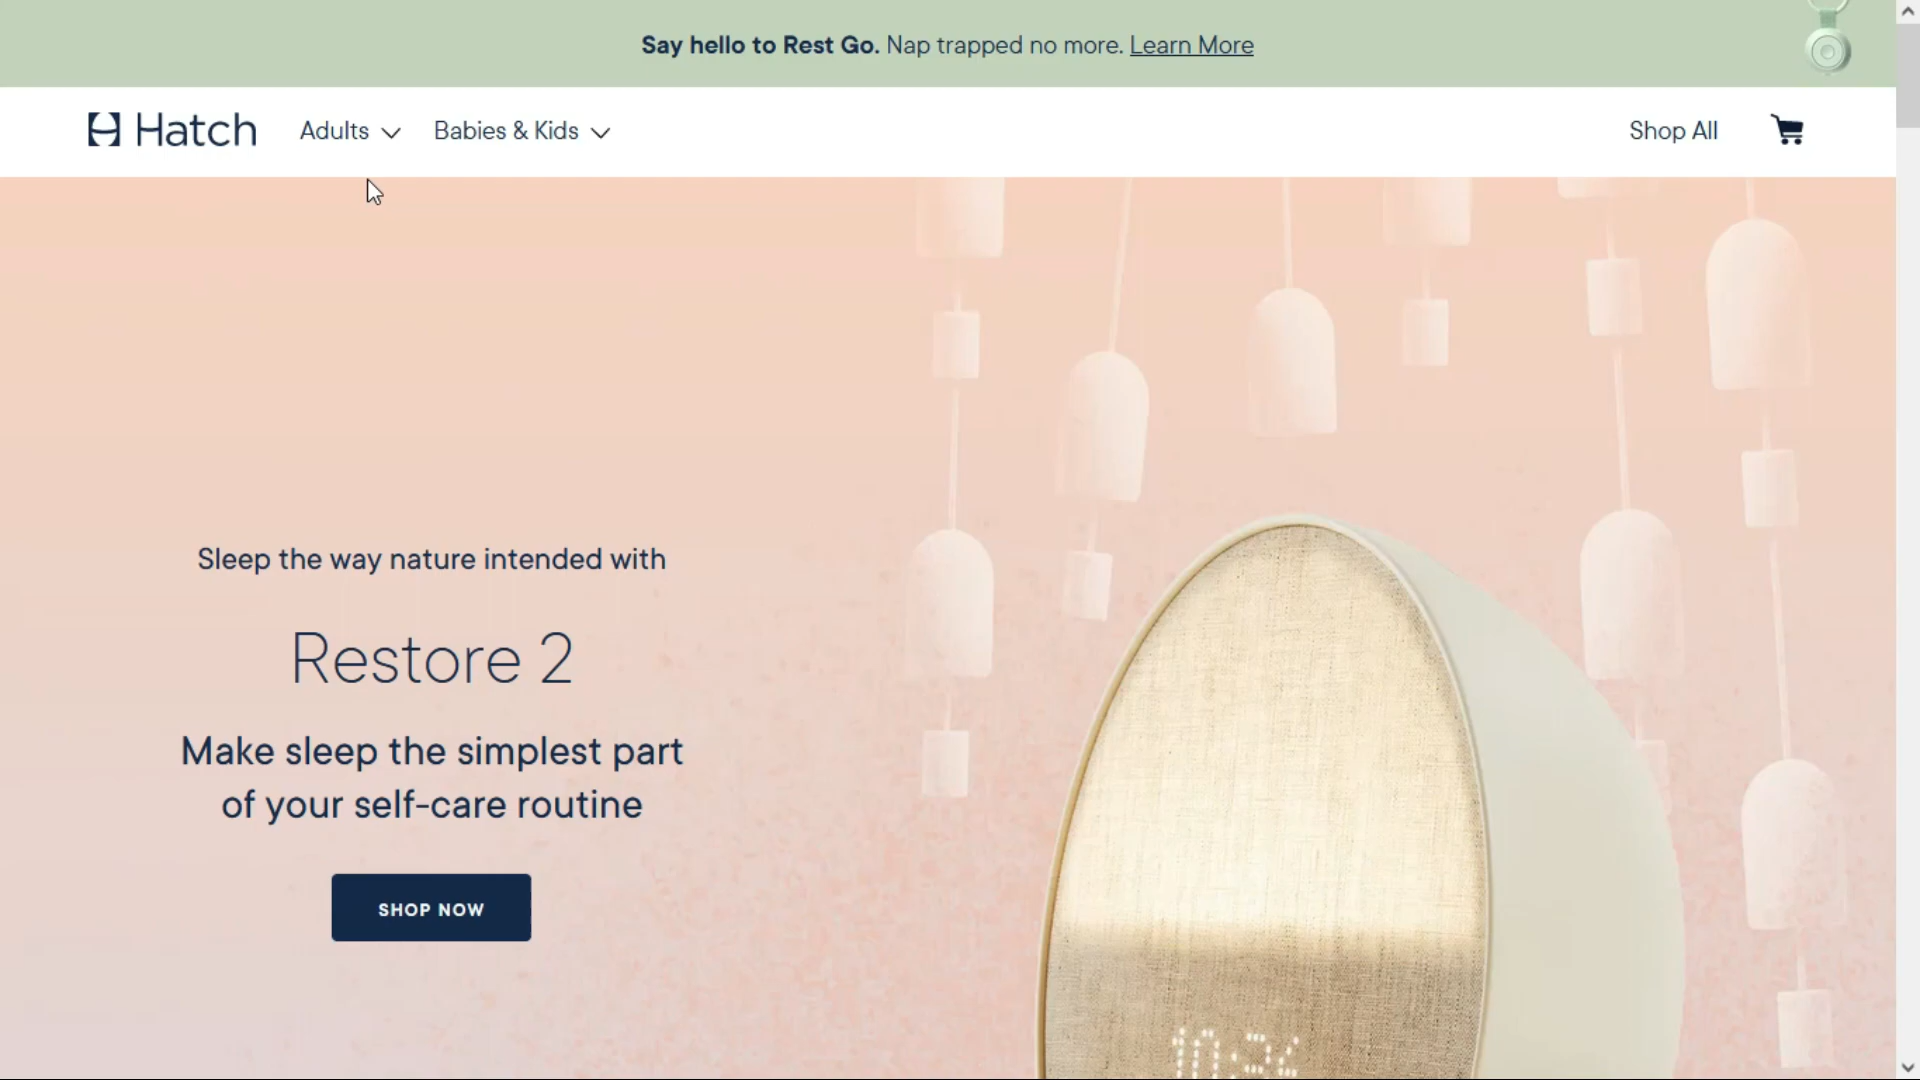 Say hello to Rest Go. Nap trapped no more. Learn More
Hatch Adults Babies & Kids Shop All
Sleep the way nature intended with
Restore 2
Make sleep the simplest part
of your self-care routine
SHOP NOW